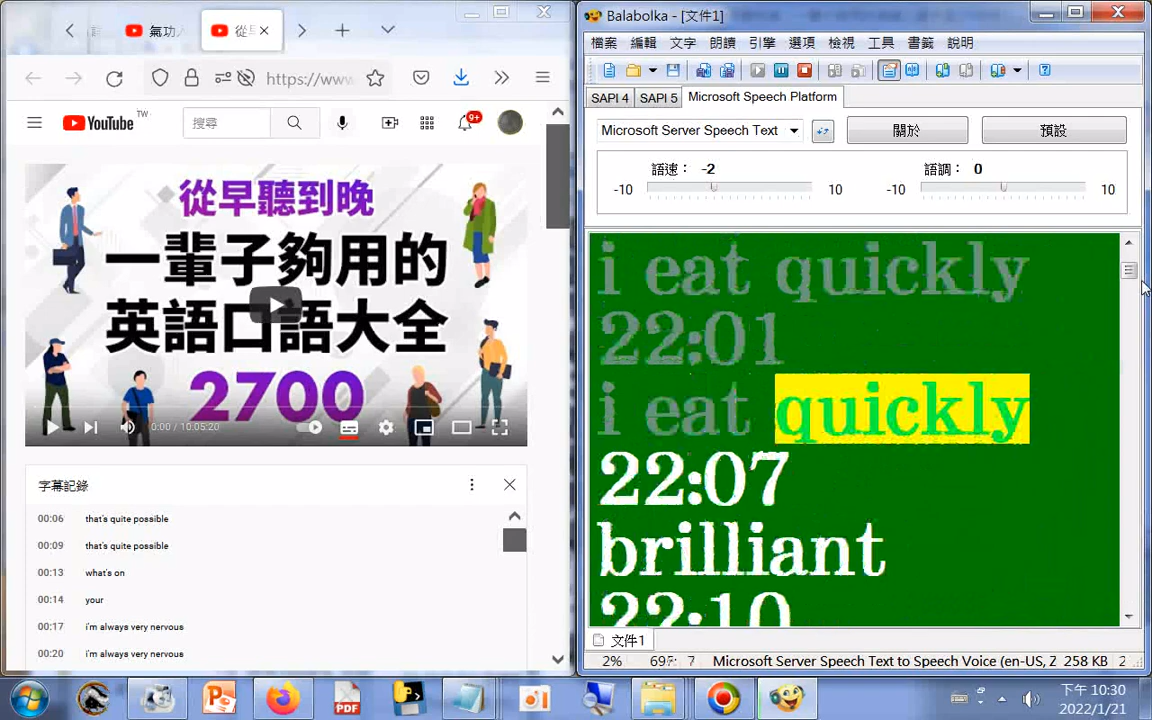 氣功
從
https://www
YouTube TW
搜尋
9+
從早聽到晚
一輩子夠用的
英語口語大全
2700
0:00 / 10:05:20
字幕記錄
00:06 that's quite possible
00:09 that's quite possible
00:13 what's on
00:14 your
00:17 i'm always very nervous
00:20 i'm always very nervous
Balabolka - [文件1]
檔案 編輯 文字 朗讀 引擎 選項 檢視 工具 書籤 說明
SAPI 4 SAPI 5 Microsoft Speech Platform
Microsoft Server Speech Text 關於 預設
語速： -2 語調： 0
-10 10 -10 10
i eat quickly
22:01
i eat quickly
22:07
brilliant
22:10
文件1
2% Microsoft Server Speech Text to Speech Voice (en-US, Z 258 KB
PDF
下午 10:30
2022/1/21